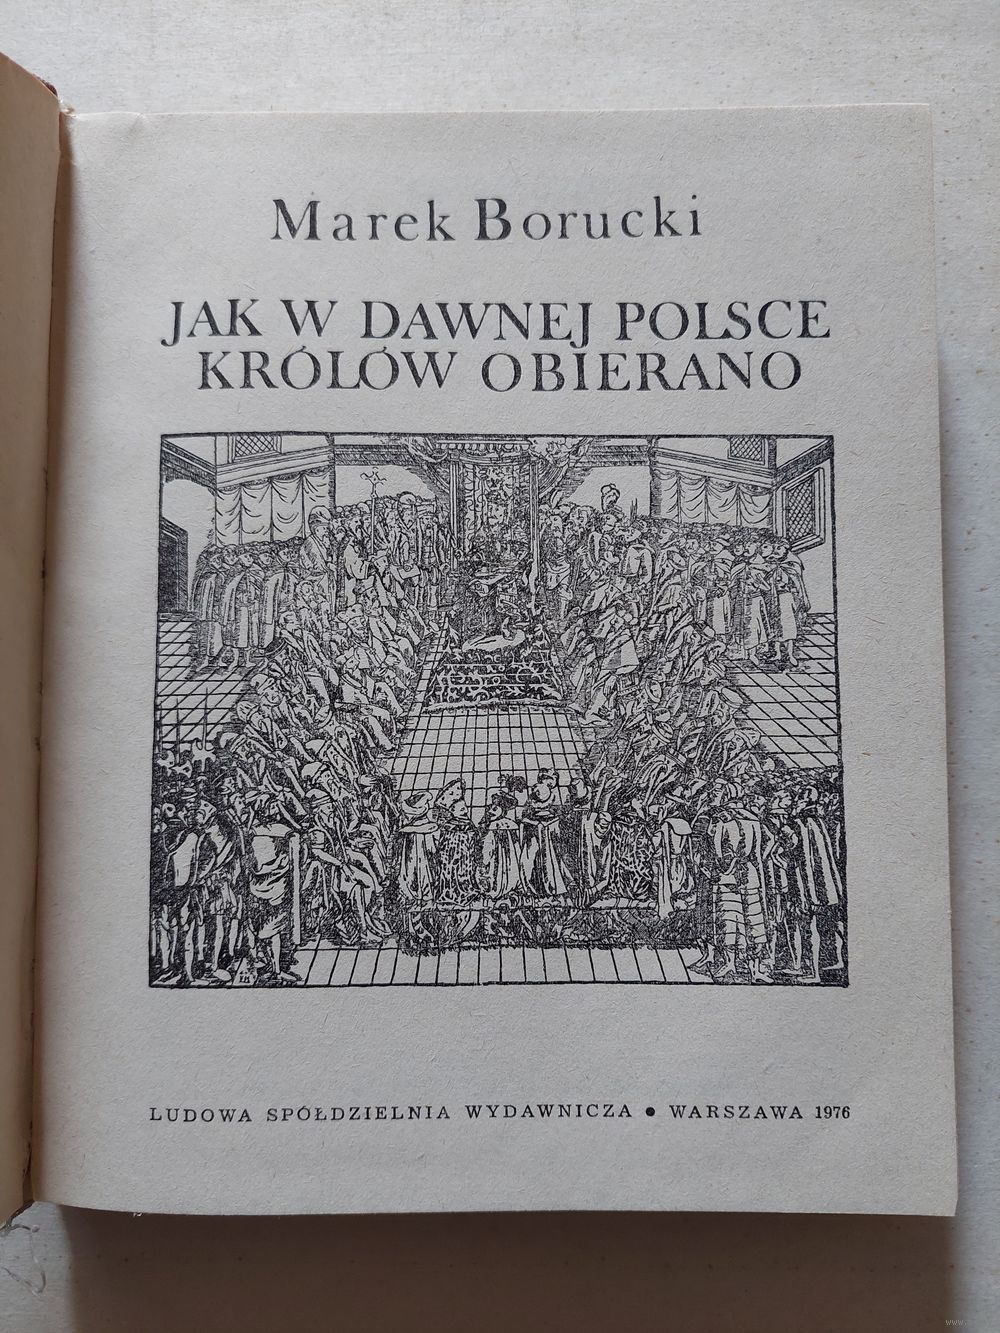 Marek Borucki
JAK W DAWNEJ POLSCE
KRÓLÓW OBIERANO
LUDOWA SPÓŁDZIELNIA WYDAWNICZA ● WARSZAWA 1976